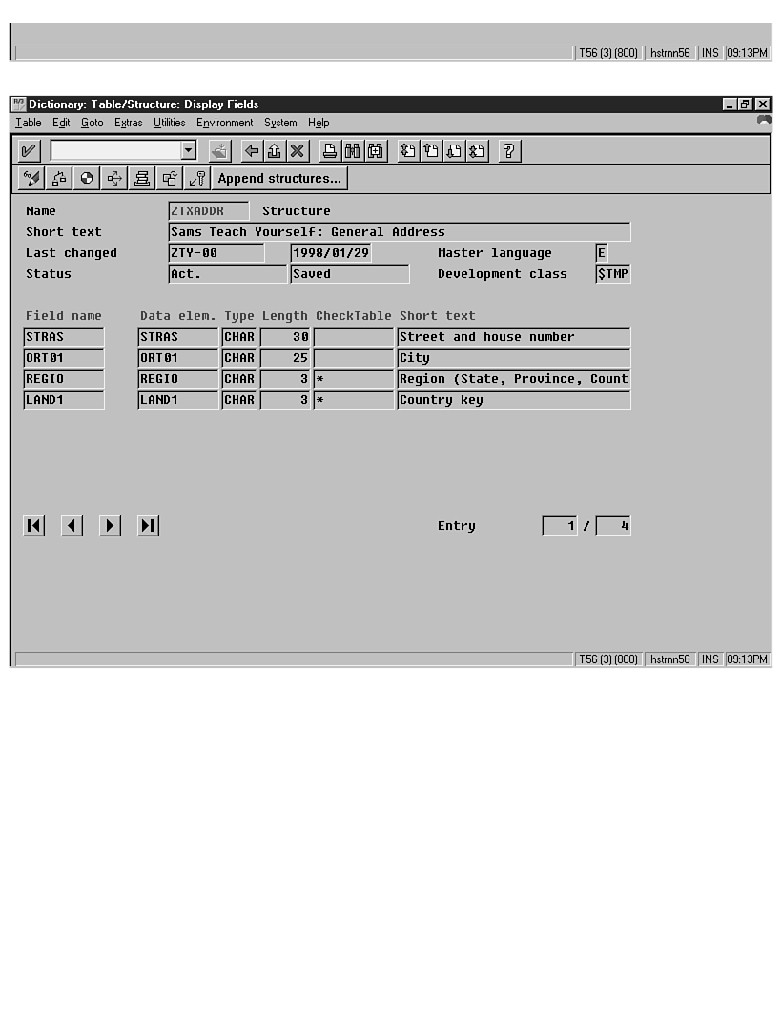 T56 (3) (800) hstmn56 INS 09:13PM
R/3 Dictionary: Table/Structure: Display Fields
Table Edit Goto Extras Utilities Environment System Help
Append structures...
Name ZTXADDR Structure
Short text Sams Teach Yourself: General Address
Last changed ZTY-00 1998/01/29 Master language E
Status Act. Saved Development class $TMP
Field name Data elem. Type Length CheckTable Short text
STRAS STRAS CHAR 30 Street and house number
ORT01 ORT01 CHAR 25 City
REGIO REGIO CHAR 3 * Region (State, Province, Count
LAND1 LAND1 CHAR 3 * Country key
Entry 1 / 4
INS 09:13PM